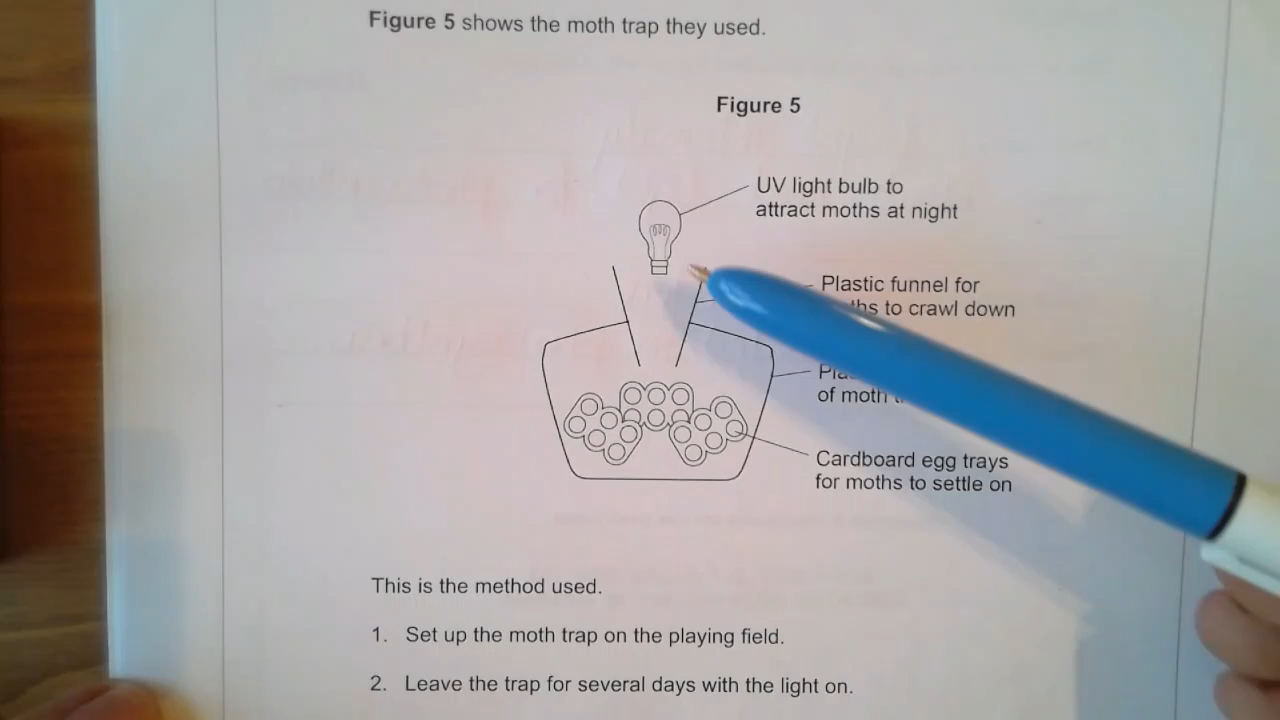 Figure 5 shows the moth trap they used.
Figure 5
UV light bulb to
attract moths at night
Plastic funnel for
to crawl down
of moth
Cardboard egg trays
for moths to settle on
This is the method used.
1. Set up the moth trap on the playing field.
2. Leave the trap for several days with the light on.